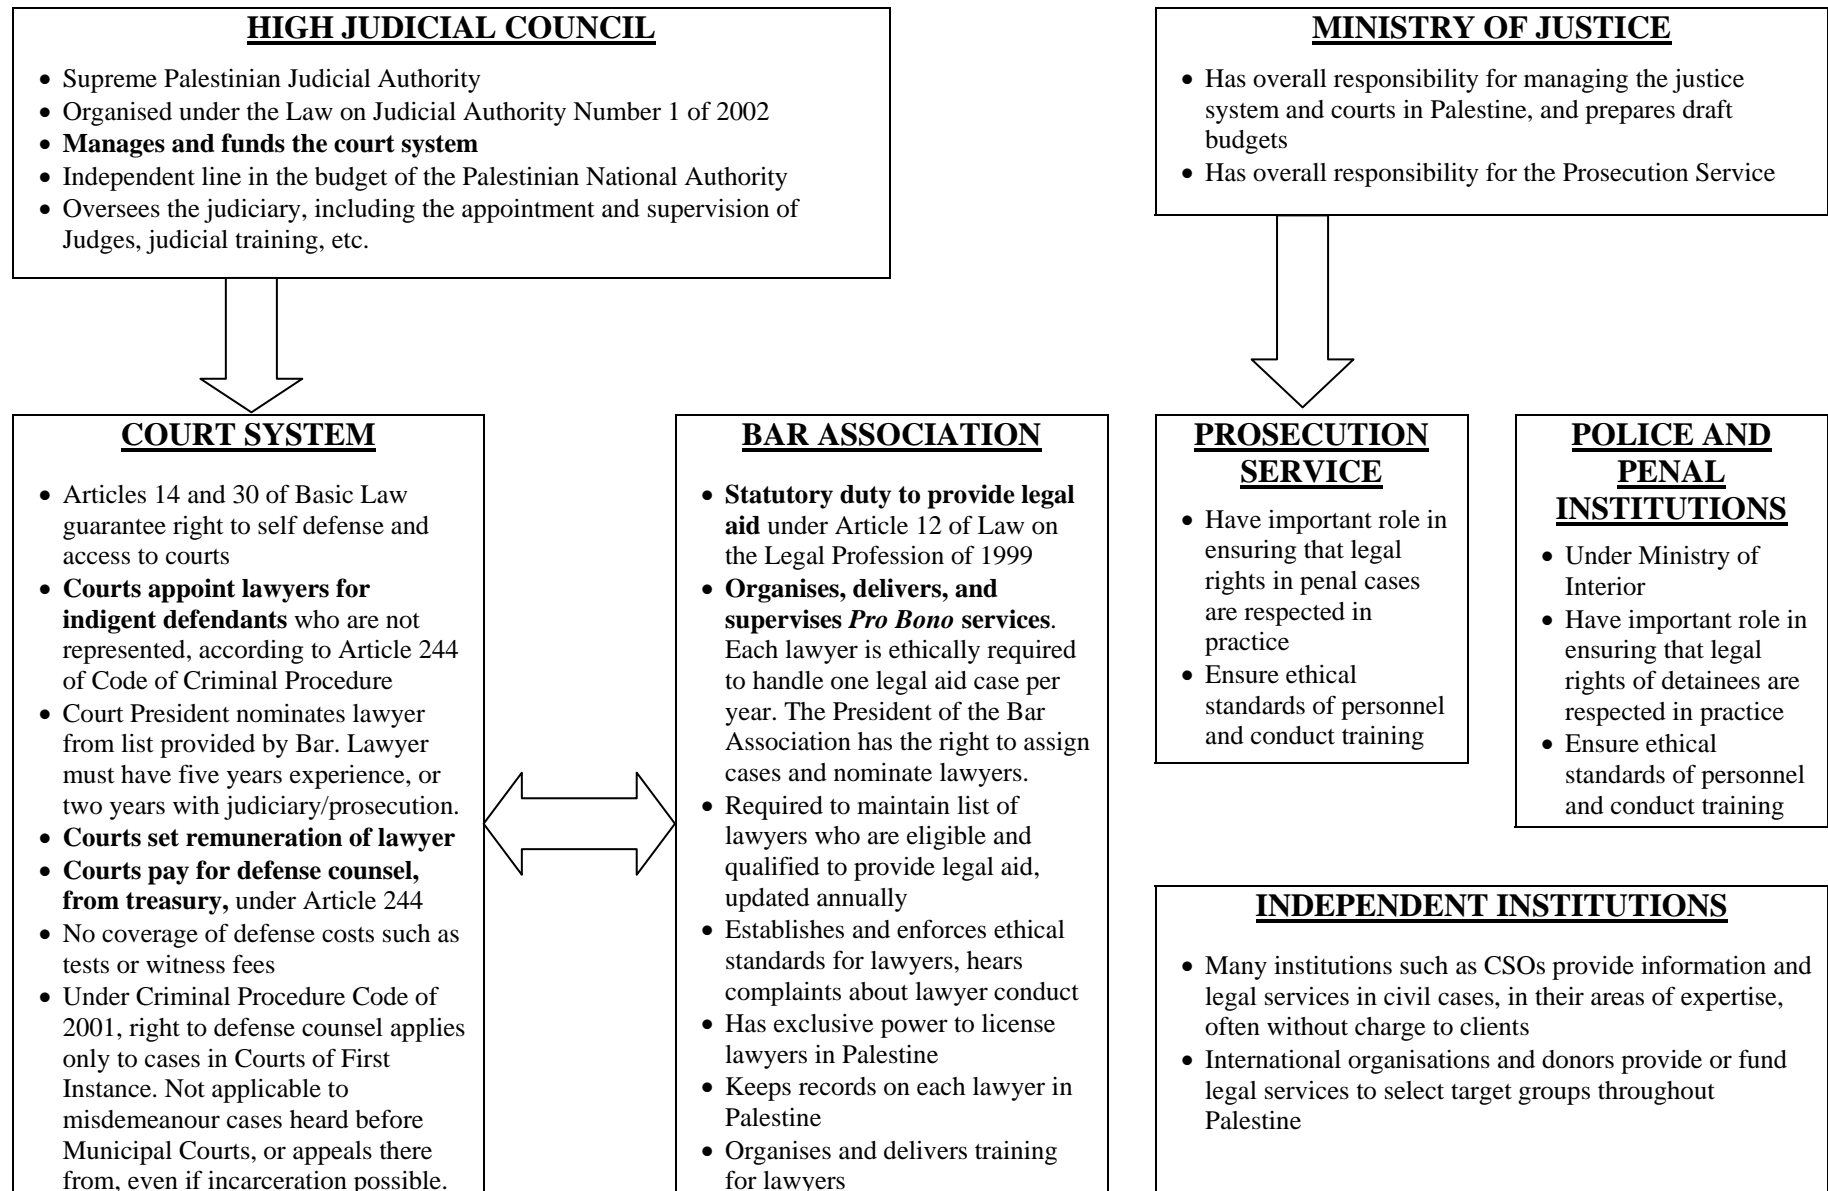 HIGH JUDICIAL COUNCIL
• Supreme Palestinian Judicial Authority
• Organised under the Law on Judicial Authority Number 1 of 2002
• Manages and funds the court system
• Independent line in the budget of the Palestinian National Authority
• Oversees the judiciary, including the appointment and supervision of
Judges, judicial training, etc.
MINISTRY OF JUSTICE
• Has overall responsibility for managing the justice
system and courts in Palestine, and prepares draft
budgets
• Has overall responsibility for the Prosecution Service
COURT SYSTEM
• Articles 14 and 30 of Basic Law
guarantee right to self defense and
access to courts
• Courts appoint lawyers for
indigent defendants who are not
represented, according to Article 244
of Code of Criminal Procedure
• Court President nominates lawyer
from list provided by Bar. Lawyer
must have five years experience, or
two years with judiciary/prosecution.
• Courts set remuneration of lawyer
• Courts pay for defense counsel,
from treasury, under Article 244
• No coverage of defense costs such as
tests or witness fees
• Under Criminal Procedure Code of
2001, right to defense counsel applies
only to cases in Courts of First
Instance. Not applicable to
misdemeanour cases heard before
Municipal Courts, or appeals there
from, even if incarceration possible.
BAR ASSOCIATION
• Statutory duty to provide legal
aid under Article 12 of Law on
the Legal Profession of 1999
• Organises, delivers, and
supervises Pro Bono services.
Each lawyer is ethically required
to handle one legal aid case per
year. The President of the Bar
Association has the right to assign
cases and nominate lawyers.
• Required to maintain list of
lawyers who are eligible and
qualified to provide legal aid,
updated annually
• Establishes and enforces ethical
standards for lawyers, hears
complaints about lawyer conduct
• Has exclusive power to license
lawyers in Palestine
• Keeps records on each lawyer in
Palestine
• Organises and delivers training
for lawyers
PROSECUTION
SERVICE
• Have important role in
ensuring that legal
rights in penal cases
are respected in
practice
• Ensure ethical
standards of personnel
and conduct training
POLICE AND
PENAL
INSTITUTIONS
• Under Ministry of
Interior
• Have important role in
ensuring that legal
rights of detainees are
respected in practice
• Ensure ethical
standards of personnel
and conduct training
INDEPENDENT INSTITUTIONS
• Many institutions such as CSOs provide information and
legal services in civil cases, in their areas of expertise,
often without charge to clients
• International organisations and donors provide or fund
legal services to select target groups throughout
Palestine